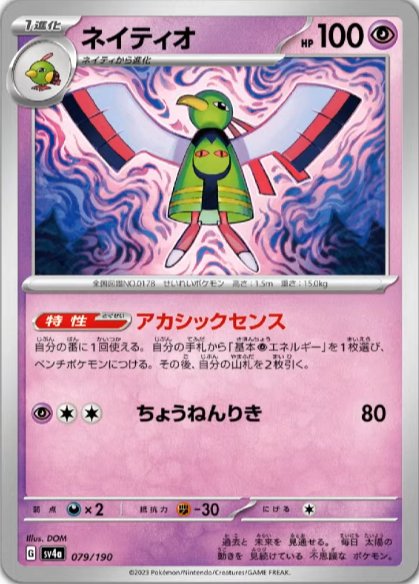 1進化 ネイティオ HP 100
ネイティから進化
全国図鑑NO.0178 せいれいポケモン 高さ:1.5m 重さ:15.0kg
特性 アカシックセンス
自分の番に1回使える。自分の手札から「基本エネルギー」を1枚選び、
ベンチポケモンにつける。その後、自分の山札を2枚引く。
ちょうねんりき 80
弱点 ×2 抵抗力 -30 にげる
Illus. DOM
G sv4a 079/190
過去と 未来を 見通せる。 毎日 太陽の
動きを 見続けている 不思議な ポケモン。
©2023 Pokémon/Nintendo/Creatures/GAME FREAK.